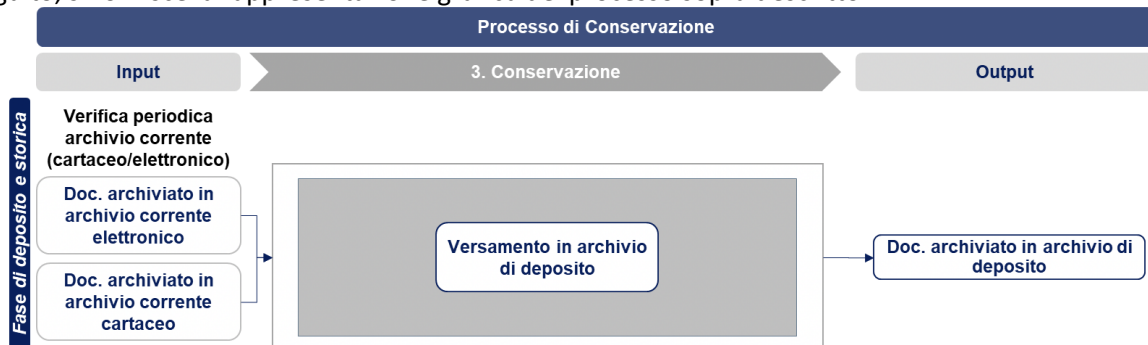 Processo di Conservazione
Input
3. Conservazione
Output
Fase di deposito e storica
Verifica periodica
archivio corrente
(cartaceo/elettronico)
Doc. archiviato in
archivio corrente
elettronico
Doc. archiviato in
archivio corrente
cartaceo
Versamento in archivio
di deposito
Doc. archiviato in archivio di
deposito